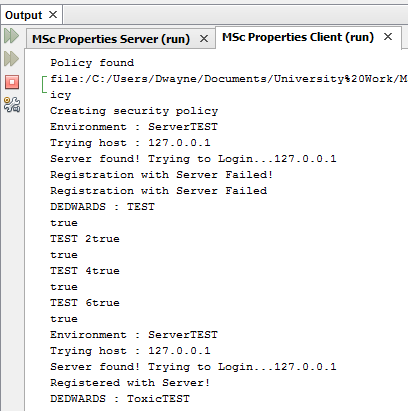 Output
MSc Properties Server (run)
MSc Properties Client (run)
Policy found
file:/C:/Users/Dwayne/Documents/University%20Work/M
icy
Creating security policy
Environment : ServerTEST
Trying host : 127.0.0.1
Server found! Trying to Login...127.0.0.1
Registration with Server Failed!
Registration with Server Failed
DEDWARDS : TEST
true
TEST 2true
true
TEST 4true
true
TEST 6true
true
Environment : ServerTEST
Trying host : 127.0.0.1
Server found! Trying to Login...127.0.0.1
Registered with Server!
DEDWARDS : ToxicTEST